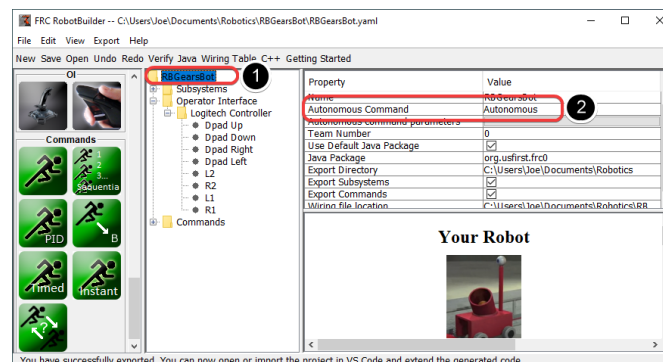 FRC RobotBuilder -- C:\Users\Joe\Documents\Robotics\RBGearsBot\RBGearsBot.yaml
File Edit View Export Help
New Save Open Undo Redo Verify Java Wiring Table C++ Getting Started
OI
Commands
1
2
3...
Sequentia
PID
B
Timed
Instant
?
RBGearsBot
1
Subsystems
Operator Interface
Logitech Controller
Dpad Up
Dpad Down
Dpad Right
Dpad Left
L2
R2
L1
R1
Commands
Property Value
Name RBGearsBot
Autonomous Command Autonomous
2
Autonomous command parameters
Team Number 0
Use Default Java Package
Java Package org.usfirst.frc0
Export Directory C:\Users\Joe\Documents\Robotics
Export Subsystems
Export Commands
Wiring file location C:\Users\Joe\Documents\Robotics\RB
Your Robot
You have successfully exported. You can now open or import the project in VS Code and extend the generated code.